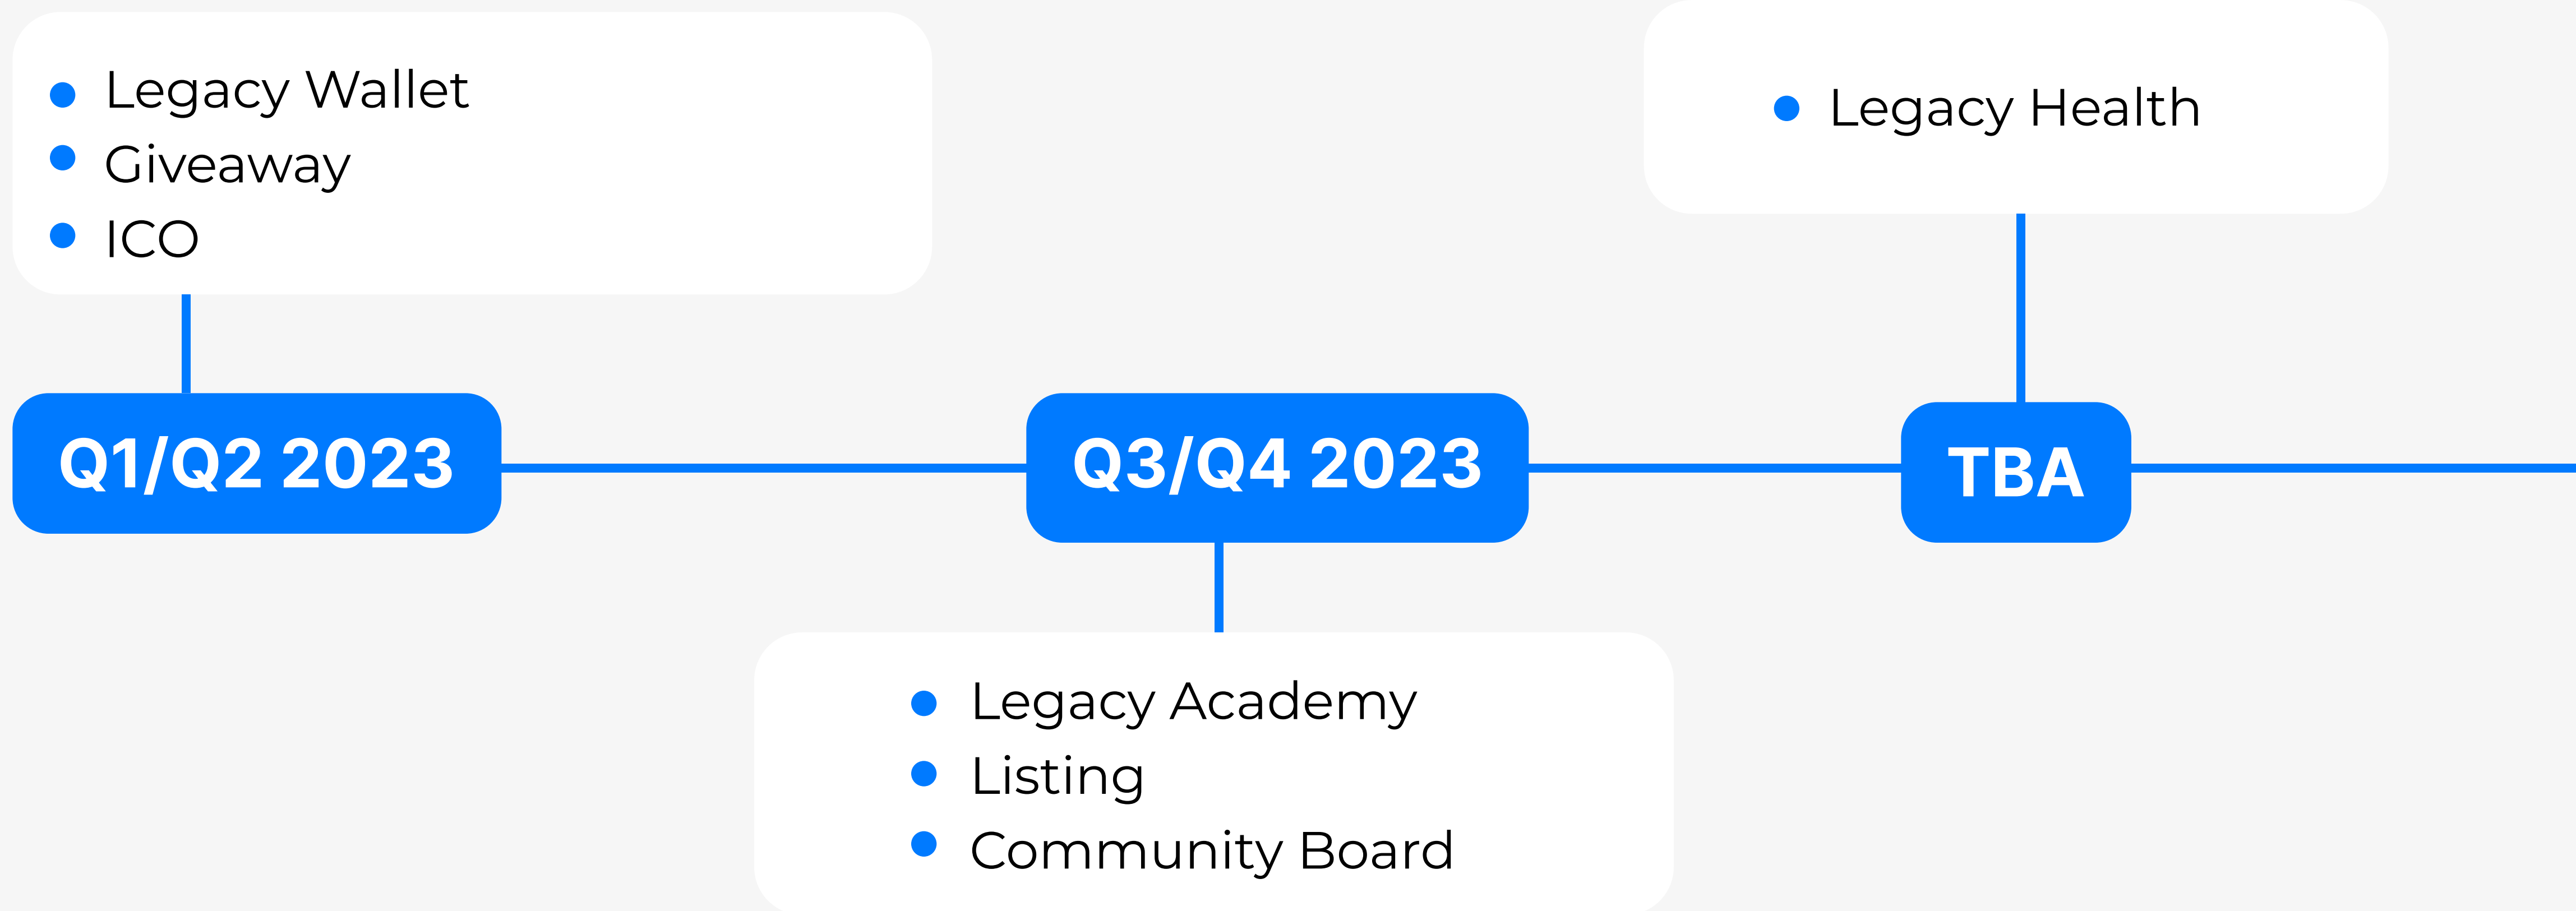 Legacy Wallet
Giveaway
ICO
Q1/Q2 2023
Q3/Q4 2023
Legacy Academy
Listing
Community Board
Legacy Health
TBA